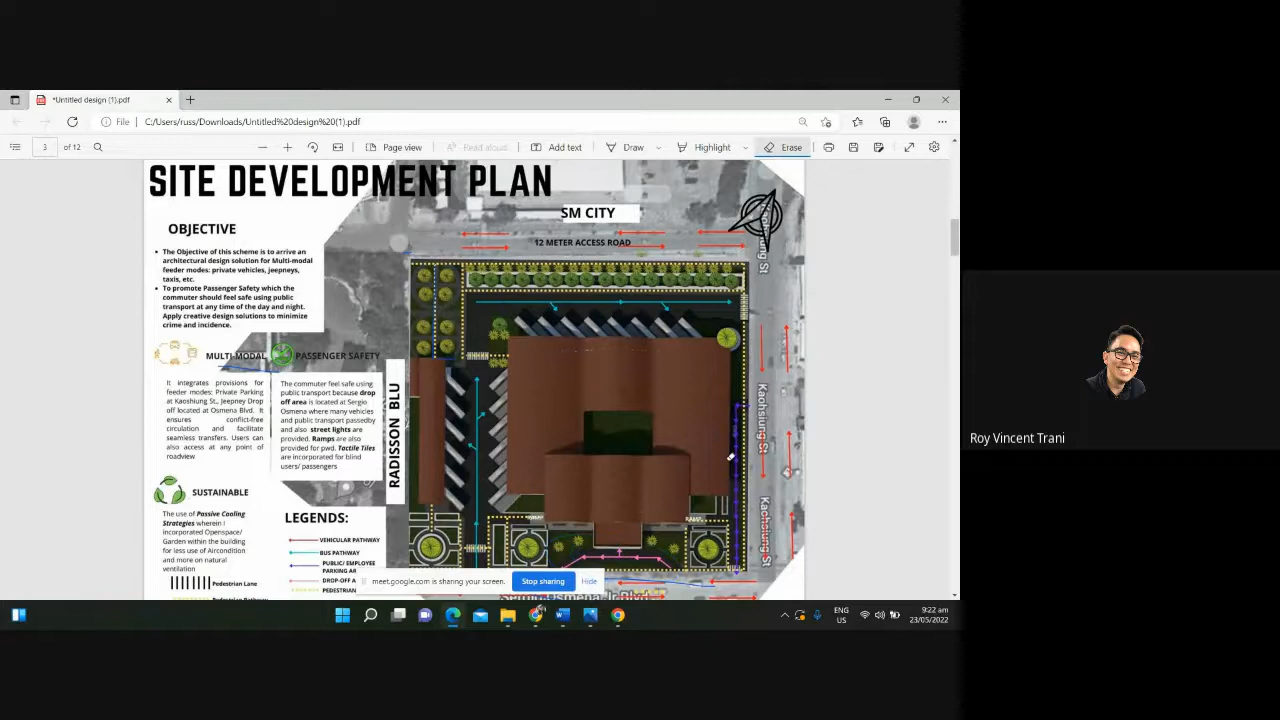 *Untitled design (1).pdf
File C:/Users/russ/Downloads/Untitled%20design%20(1).pdf
3 of 12 Page view Read aloud Add text Draw Highlight Erase
SITE DEVELOPMENT PLAN
OBJECTIVE
• The Objective of this scheme is to arrive an
architectural design solution for Multi-modal
feeder modes: private vehicles, jeepneys,
taxis, etc.
• To promote Passenger Safety which the
commuter should feel safe using public
transport at any time of the day and night.
Apply creative design solutions to minimize
crime and incidence.
MULTI-MODAL
It integrates provisions for
feeder modes: Private Parking
at Kaoshiung St., Jeepney Drop
off located at Osmena Blvd. It
ensures conflict-free
circulation and facilitate
seamless transfers. Users can
also access at any point of
roadview
PASSENGER SAFETY
The commuter feel safe using
public transport because drop
off area is located at Sergio
Osmena where many vehicles
and public transport passedby
and also street lights are
provided. Ramps are also
provided for pwd. Tactile Tiles
are incorporated for blind
users/ passengers
SUSTAINABLE
The use of Passive Cooling
Strategies wherein I
incorporated Openspace/
Garden within the building
for less use of Aircondition
and more on natural
ventilation
Pedestrian Lane
Pedestrian Pathway
LEGENDS:
VEHICULAR PATHWAY
BUS PATHWAY
PUBLIC/ EMPLOYEE
PARKING AR
DROP-OFF A
PEDESTRIAN
SM CITY
12 METER ACCESS ROAD
RADISSON BLU
RAMP
Kaohsiung St
Kaohsiung St
Kaohsiung St
meet.google.com is sharing your screen. Stop sharing Hide
ENG
US
9:22 am
23/05/2022
Roy Vincent Trani